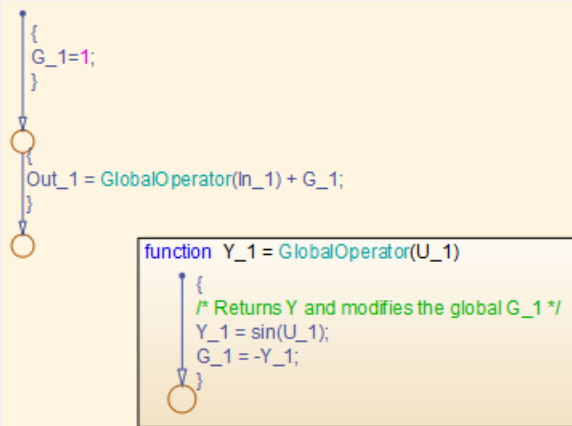 {
G_1=1;
}
{
Out_1 = GlobalOperator(In_1) + G_1;
}
function Y_1 = GlobalOperator(U_1)
{
/* Returns Y and modifies the global G_1 */
Y_1 = sin(U_1);
G_1 = -Y_1;
}